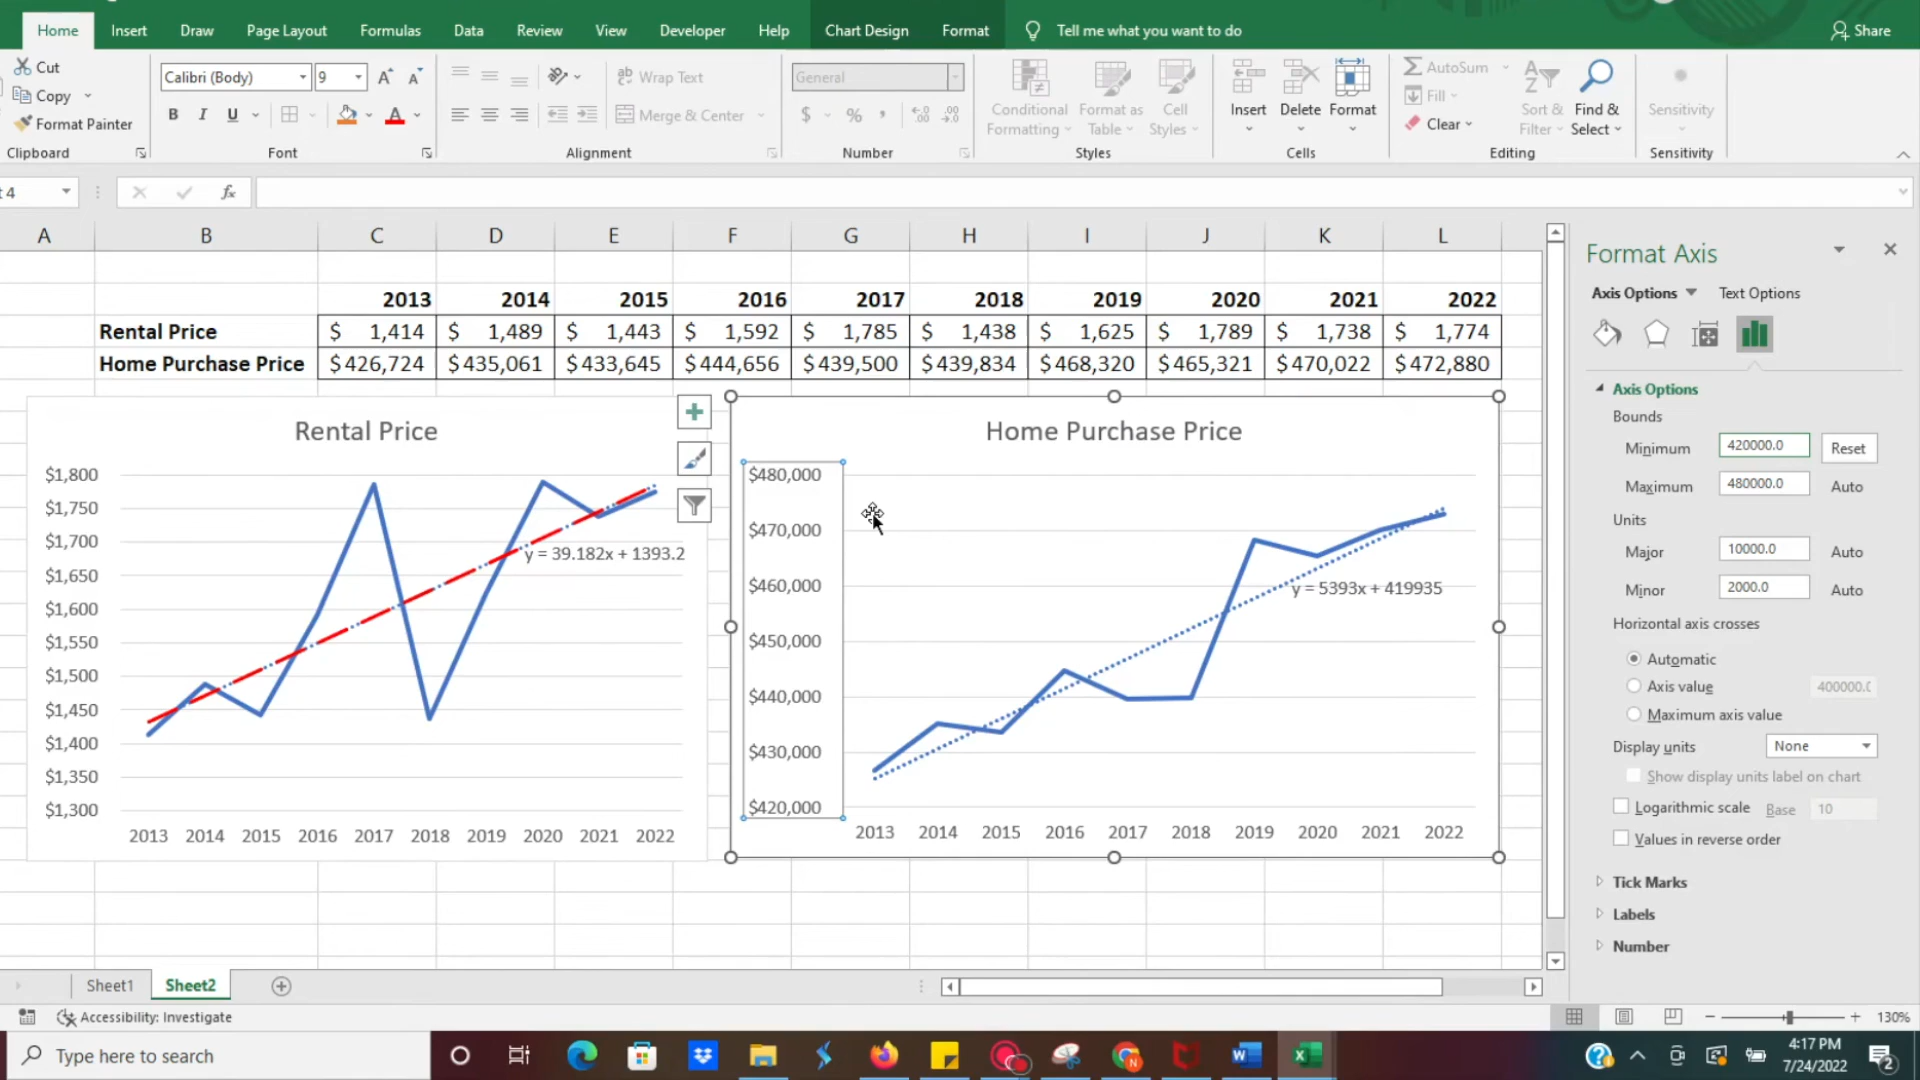 Home Insert Draw Page Layout Formulas Data Developer Review View Help Chart Design Format Tell me what you want to do Share
Cut
Copy
Format Painter
Clipboard
Calibri (Body) 9
B I U
Font
Wrap Text
Merge & Center
Alignment
General
$ % ,
Number
Conditional Formatting
Format as Table
Cell Styles
Styles
Insert Delete Format
Cells
AutoSum
Fill
Clear
Sort & Filter
Find & Select
Editing
Sensitivity
Sensitivity
t 4 fx
A B C D E F G H I J K L
2013 2014 2015 2016 2017 2018 2019 2020 2021 2022
Rental Price $ 1,414 $ 1,489 $ 1,443 $ 1,592 $ 1,785 $ 1,438 $ 1,625 $ 1,789 $ 1,738 $ 1,774
Home Purchase Price $426,724 $435,061 $433,645 $444,656 $439,500 $439,834 $468,320 $465,321 $470,022 $472,880
Rental Price
$1,800
$1,750
$1,700
$1,650
$1,600
$1,550
$1,500
$1,450
$1,400
$1,350
$1,300
y = 39.182x + 1393.2
2013 2014 2015 2016 2017 2018 2019 2020 2021 2022
Home Purchase Price
$480,000
$470,000
$460,000
$450,000
$440,000
$430,000
$420,000
y = 5393x + 419935
2013 2014 2015 2016 2017 2018 2019 2020 2021 2022
Format Axis
Axis Options Text Options
Axis Options
Bounds
Minimum 420000.0 Reset
Maximum 480000.0 Auto
Units
Major 10000.0 Auto
Minor 2000.0 Auto
Horizontal axis crosses
Automatic
Axis value 400000.0
Maximum axis value
Display units None
Show display units label on chart
Logarithmic scale Base 10
Values in reverse order
Tick Marks
Labels
Number
Sheet1 Sheet2
Accessibility: Investigate
130%
Type here to search
4:17 PM
7/24/2022
2